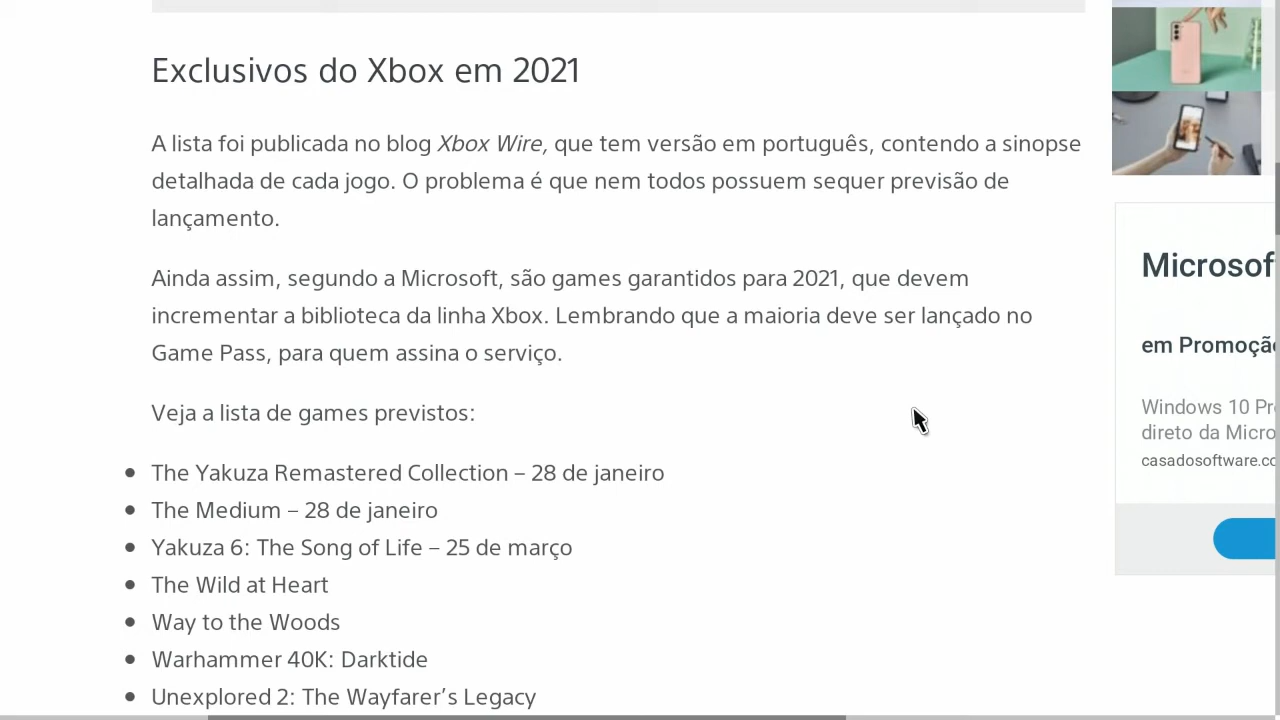 Exclusivos do Xbox em 2021
A lista foi publicada no blog Xbox Wire, que tem versão em português, contendo a sinopse
detalhada de cada jogo. O problema é que nem todos possuem sequer previsão de
lançamento.
Ainda assim, segundo a Microsoft, são games garantidos para 2021, que devem
incrementar a biblioteca da linha Xbox. Lembrando que a maioria deve ser lançado no
Game Pass, para quem assina o serviço.
Veja a lista de games previstos:
The Yakuza Remastered Collection – 28 de janeiro
The Medium – 28 de janeiro
Yakuza 6: The Song of Life – 25 de março
The Wild at Heart
Way to the Woods
Warhammer 40K: Darktide
Unexplored 2: The Wayfarer’s Legacy
Microsof
em Promoçã
Windows 10 Pr
direto da Micro
casadosoftware.co